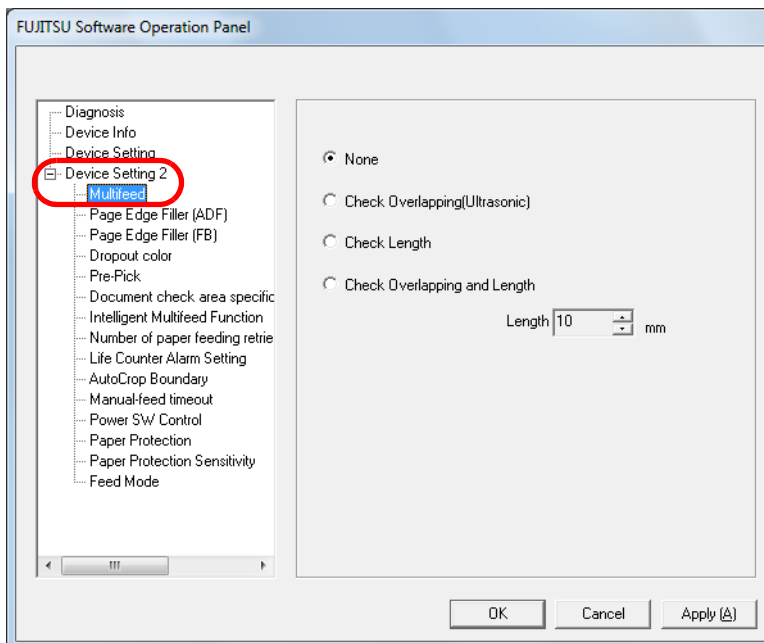 FUJITSU Software Operation Panel
Diagnosis
Device Info
Device Setting
Device Setting 2
Multifeed
Page Edge Filler (ADF)
Page Edge Filler (FB)
Dropout color
Pre-Pick
Document check area specific
Intelligent Multifeed Function
Number of paper feeding retrie
Life Counter Alarm Setting
AutoCrop Boundary
Manual-feed timeout
Power SW Control
Paper Protection
Paper Protection Sensitivity
Feed Mode
None
Check Overlapping(Ultrasonic)
Check Length
Check Overlapping and Length
Length 10 mm
OK Cancel Apply (A)